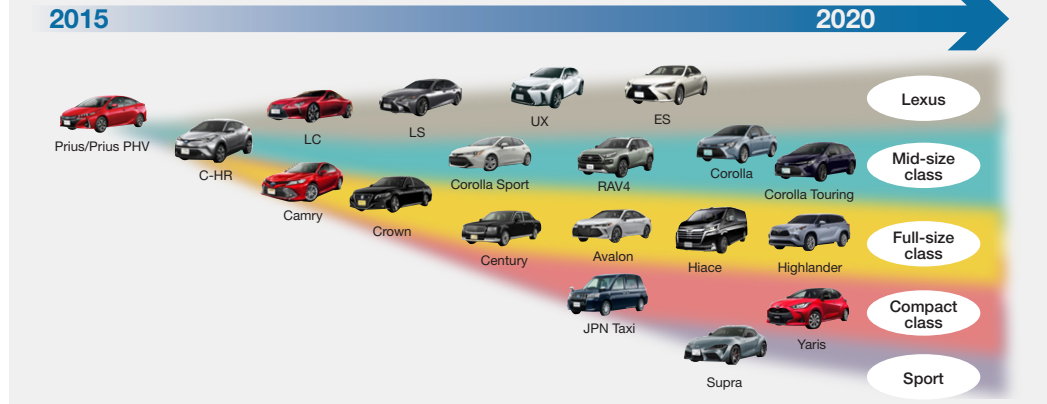 2015
2020
Prius/Prius PHV
C-HR
LC
LS
UX
ES
Lexus
Camry
Crown
Corolla Sport
RAV4
Corolla
Corolla Touring
Mid-size
class
Century
Avalon
Hiace
Highlander
Full-size
class
JPN Taxi
Yaris
Compact
class
Supra
Sport